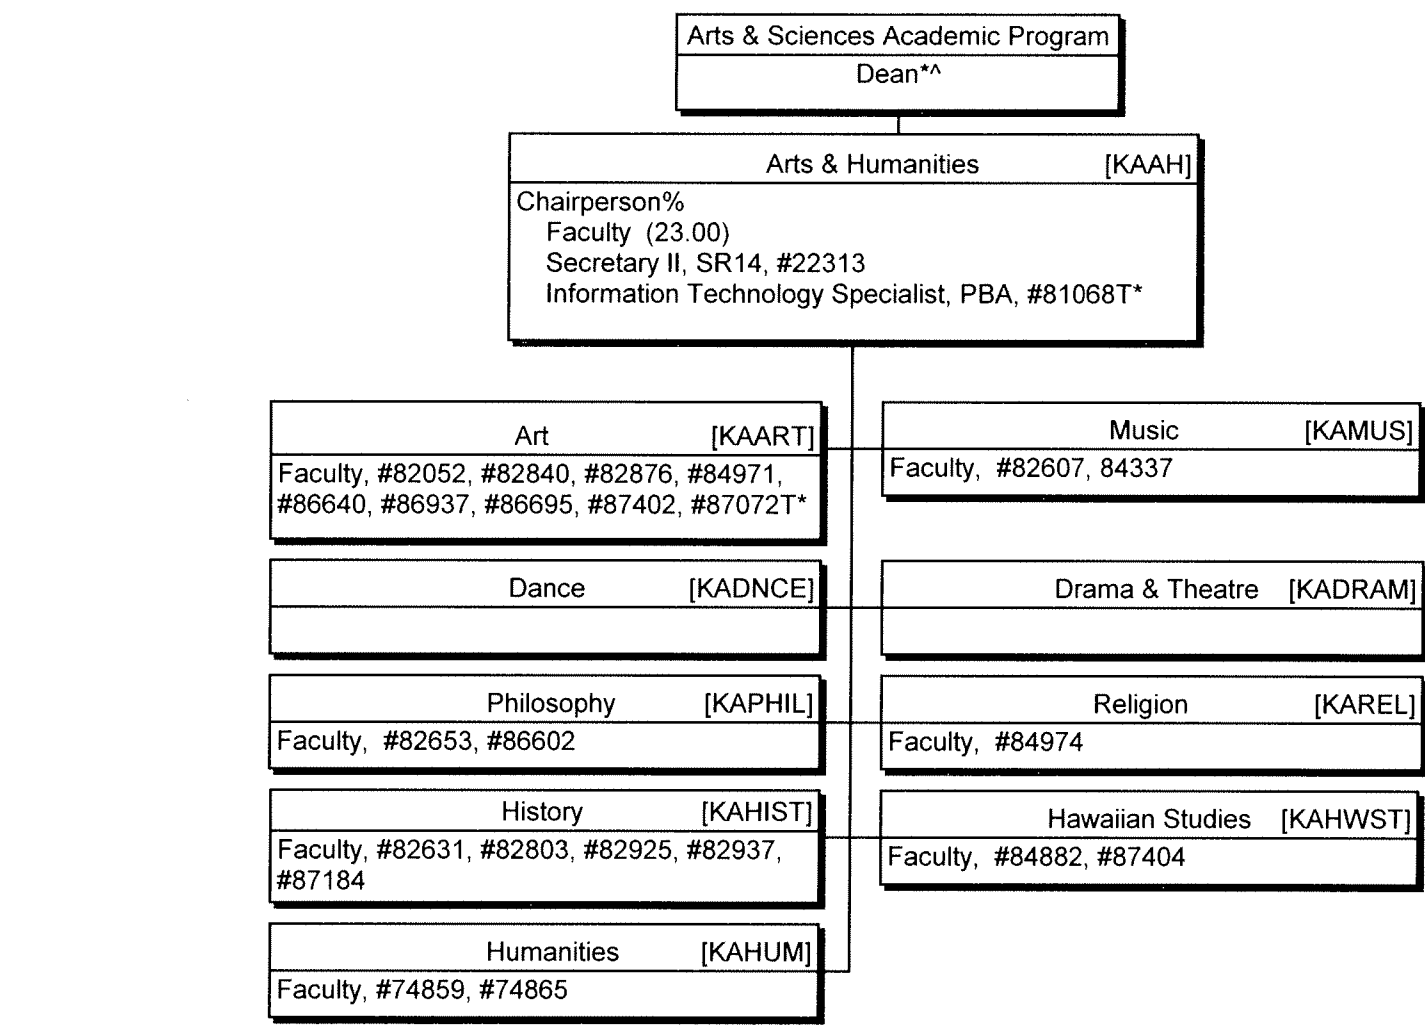 Arts & Sciences Academic Program
Dean*^
Arts & Humanities [KAAH]
Chairperson%
Faculty (23.00)
Secretary II, SR14, #22313
Information Technology Specialist, PBA, #81068T*
Art [KAART]
Faculty, #82052, #82840, #82876, #84971,
#86640, #86937, #86695, #87402, #87072T*
Music [KAMUS]
Faculty, #82607, 84337
Dance [KADNCE]
Drama & Theatre [KADRAM]
Philosophy [KAPHIL]
Faculty, #82653, #86602
Religion [KAREL]
Faculty, #84974
History [KAHIST]
Faculty, #82631, #82803, #82925, #82937,
#87184
Hawaiian Studies [KAHWST]
Faculty, #84882, #87404
Humanities [KAHUM]
Faculty, #74859, #74865